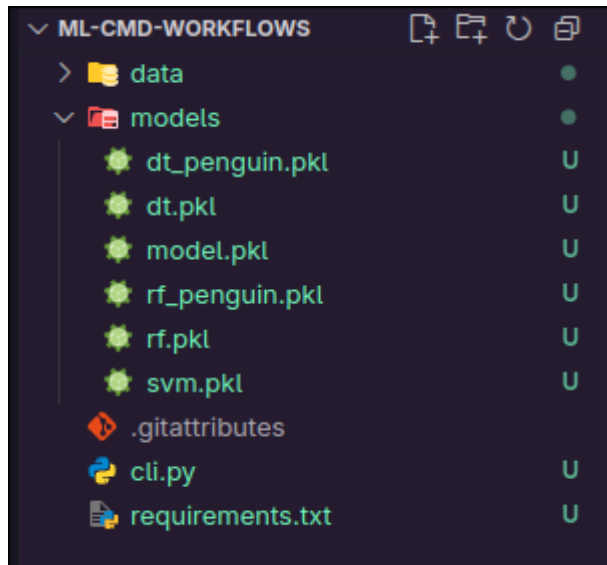 ML-CMD-WORKFLOWS
data
models
dt_penguin.pkl U
dt.pkl U
model.pkl U
rf_penguin.pkl U
rf.pkl U
svm.pkl U
.gitattributes
cli.py U
requirements.txt U